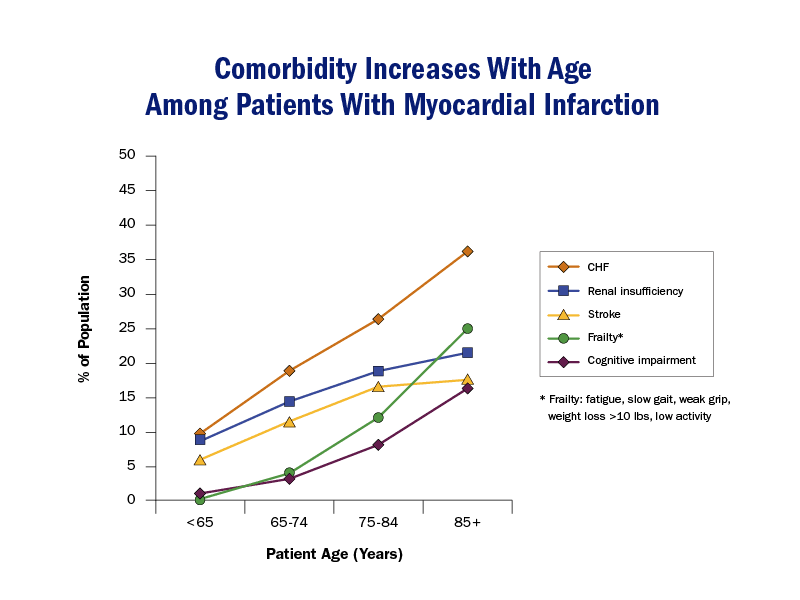 Comorbidity Increases With Age
Among Patients With Myocardial Infarction
50
45
40
35
30
25
20
15
10
5
0
% of Population
<65
65-74
75-84
85+
Patient Age (Years)
CHF
Renal insufficiency
Stroke
Frailty*
Cognitive impairment
* Frailty: fatigue, slow gait, weak grip,
weight loss >10 lbs, low activity